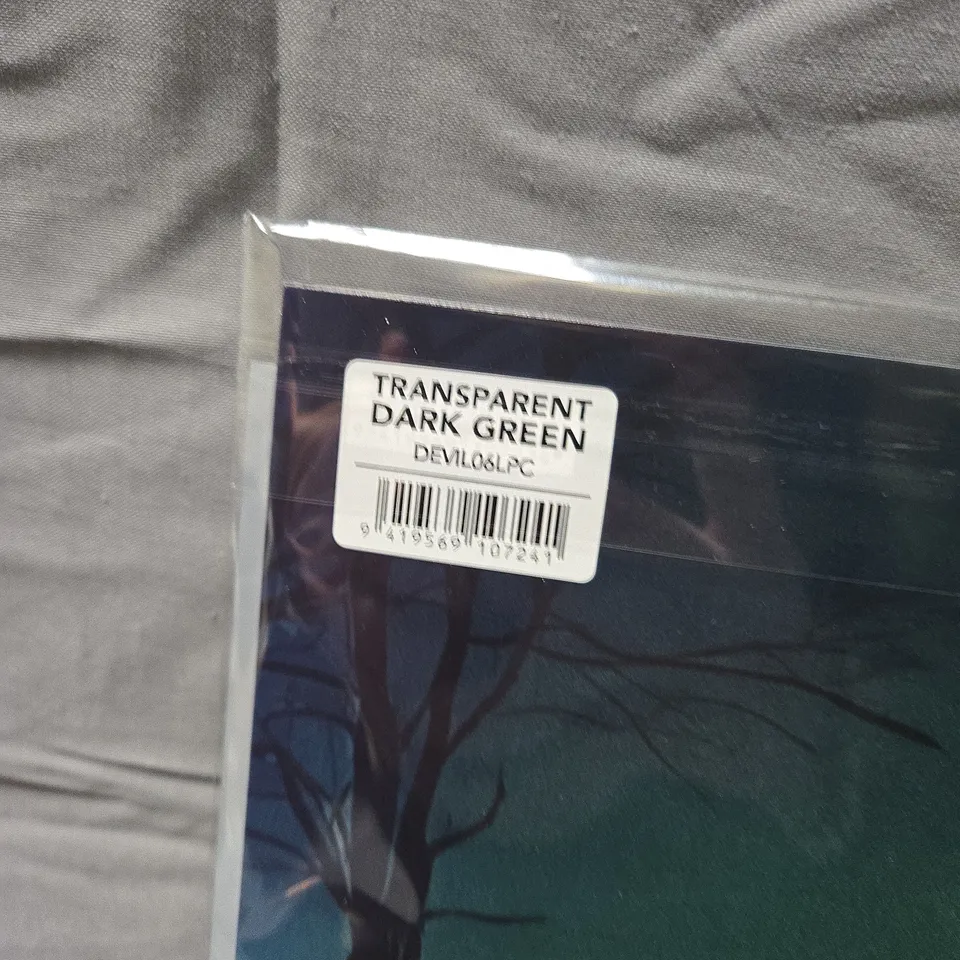 TRANSPARENT
DARK GREEN
DEVIL06LPC
9 419569 107241